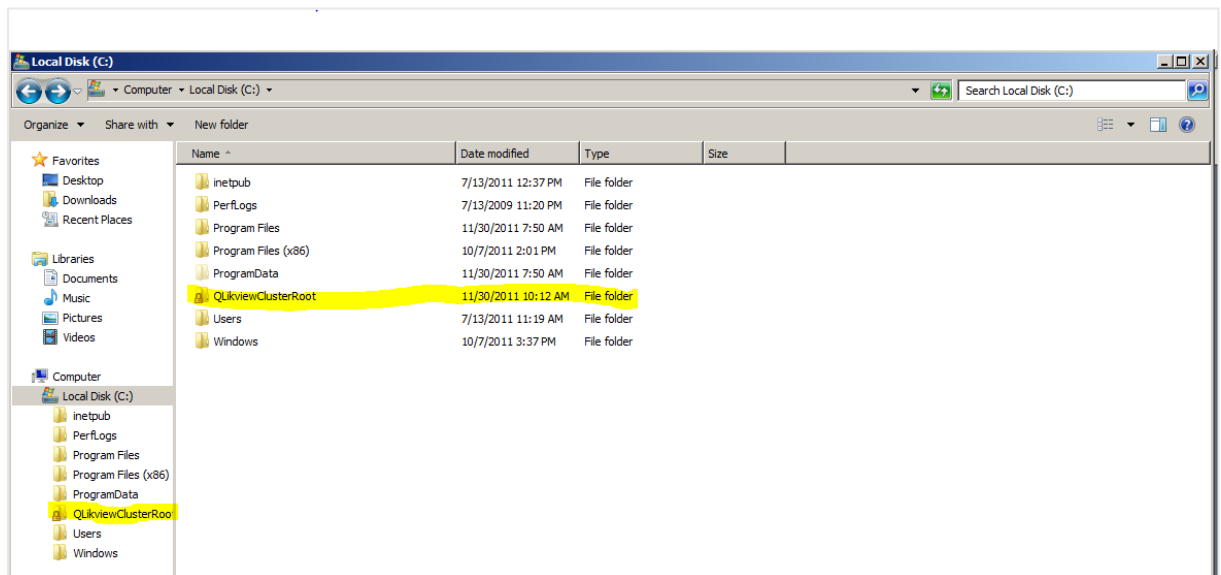 Local Disk (C:)
Computer Local Disk (C:) Search Local Disk (C:)
Organize Share with New folder
Name Date modified Type Size
Favorites
Desktop
Downloads
Recent Places
Libraries
Documents
Music
Pictures
Videos
Computer
Local Disk (C:)
inetpub
PerfLogs
Program Files
Program Files (x86)
ProgramData
QLikviewClusterRoo
Users
Windows
inetpub 7/13/2011 12:37 PM File folder
PerfLogs 7/13/2009 11:20 PM File folder
Program Files 11/30/2011 7:50 AM File folder
Program Files (x86) 10/7/2011 2:01 PM File folder
ProgramData 11/30/2011 7:50 AM File folder
QLikviewClusterRoot 11/30/2011 10:12 AM File folder
Users 7/13/2011 11:19 AM File folder
Windows 10/7/2011 3:37 PM File folder